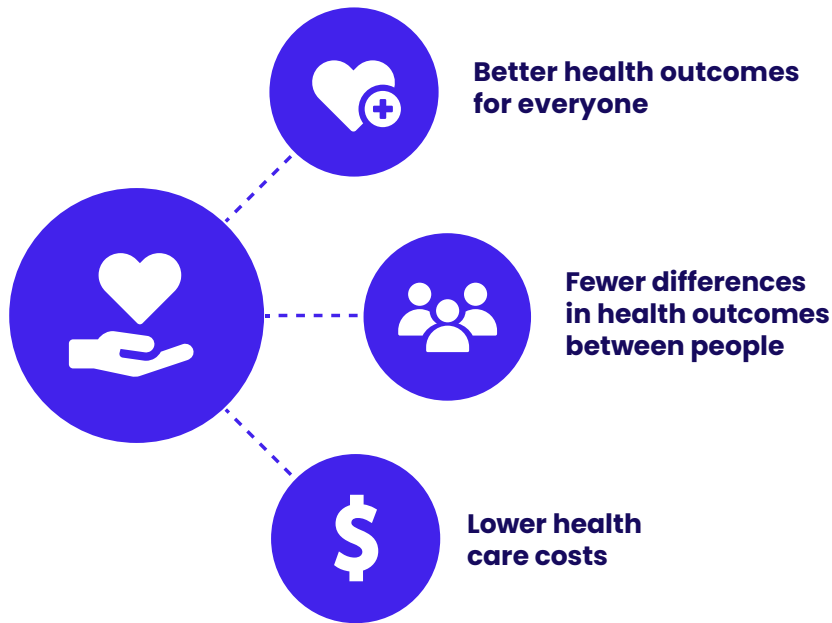 Better health outcomes
for everyone
Fewer differences
in health outcomes
between people
$
Lower health
care costs